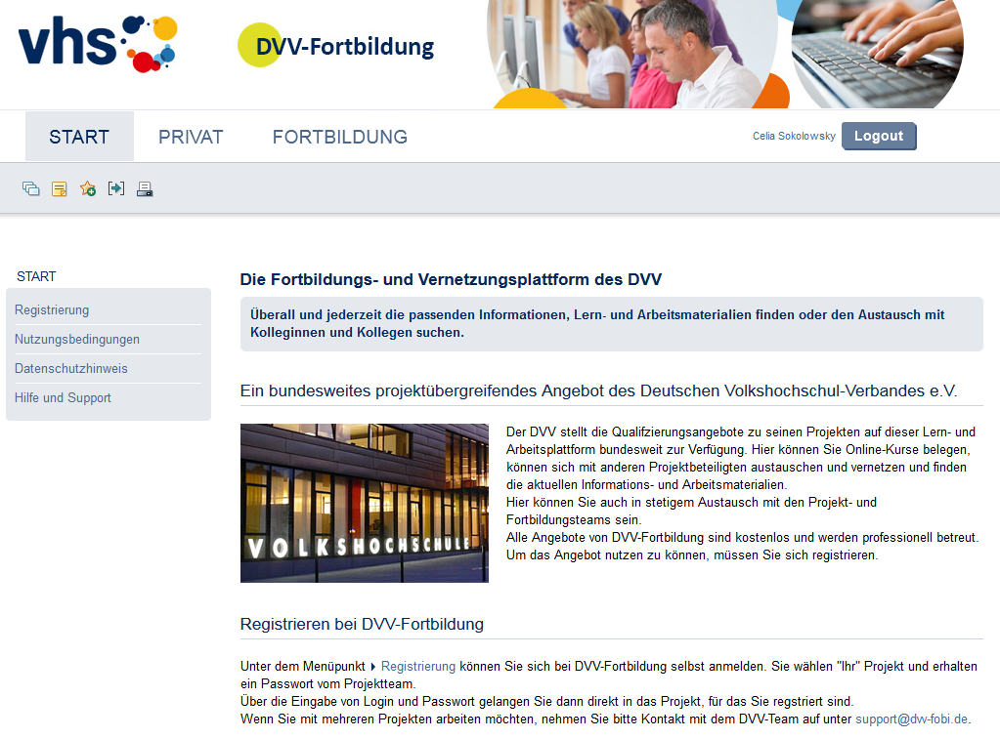 vhs
DVV-Fortbildung
START
PRIVAT
FORTBILDUNG
Celia Sokolowsky
Logout
START
Registrierung
Nutzungsbedingungen
Datenschutzhinweis
Hilfe und Support
Die Fortbildungs- und Vernetzungsplattform des DVV
Überall und jederzeit die passenden Informationen, Lern- und Arbeitsmaterialien finden oder den Austausch mit
Kolleginnen und Kollegen suchen.
Ein bundesweites projektübergreifendes Angebot des Deutschen Volkshochschul-Verbandes e.V.
VOLKSHOCHSCHULE
Der DVV stellt die Qualifzierungsangebote zu seinen Projekten auf dieser Lern- und
Arbeitsplattform bundesweit zur Verfügung. Hier können Sie Online-Kurse belegen,
können sich mit anderen Projektbeteiligten austauschen und vernetzen und finden
die aktuellen Informations- und Arbeitsmaterialien.
Hier können Sie auch in stetigem Austausch mit den Projekt- und
Fortbildungsteams sein.
Alle Angebote von DVV-Fortbildung sind kostenlos und werden professionell betreut.
Um das Angebot nutzen zu können, müssen Sie sich registrieren.
Registrieren bei DVV-Fortbildung
Unter dem Menüpunkt Registrierung können Sie sich bei DVV-Fortbildung selbst anmelden. Sie wählen "Ihr" Projekt und erhalten
ein Passwort vom Projektteam.
Über die Eingabe von Login und Passwort gelangen Sie dann direkt in das Projekt, für das Sie regstriert sind.
Wenn Sie mit mehreren Projekten arbeiten möchten, nehmen Sie bitte Kontakt mit dem DVV-Team auf unter support@dvv-fobi.de.